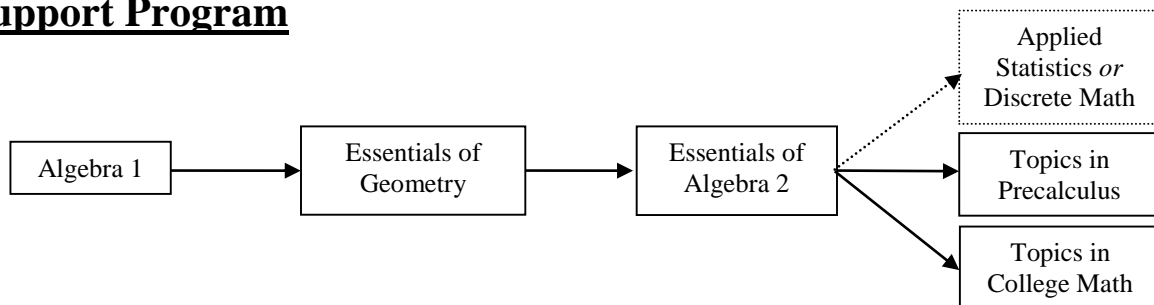 upport Program
Applied
Statistics or
Discrete Math
Algebra 1
Essentials of
Geometry
Essentials of
Algebra 2
Topics in
Precalculus
Topics in
College Math